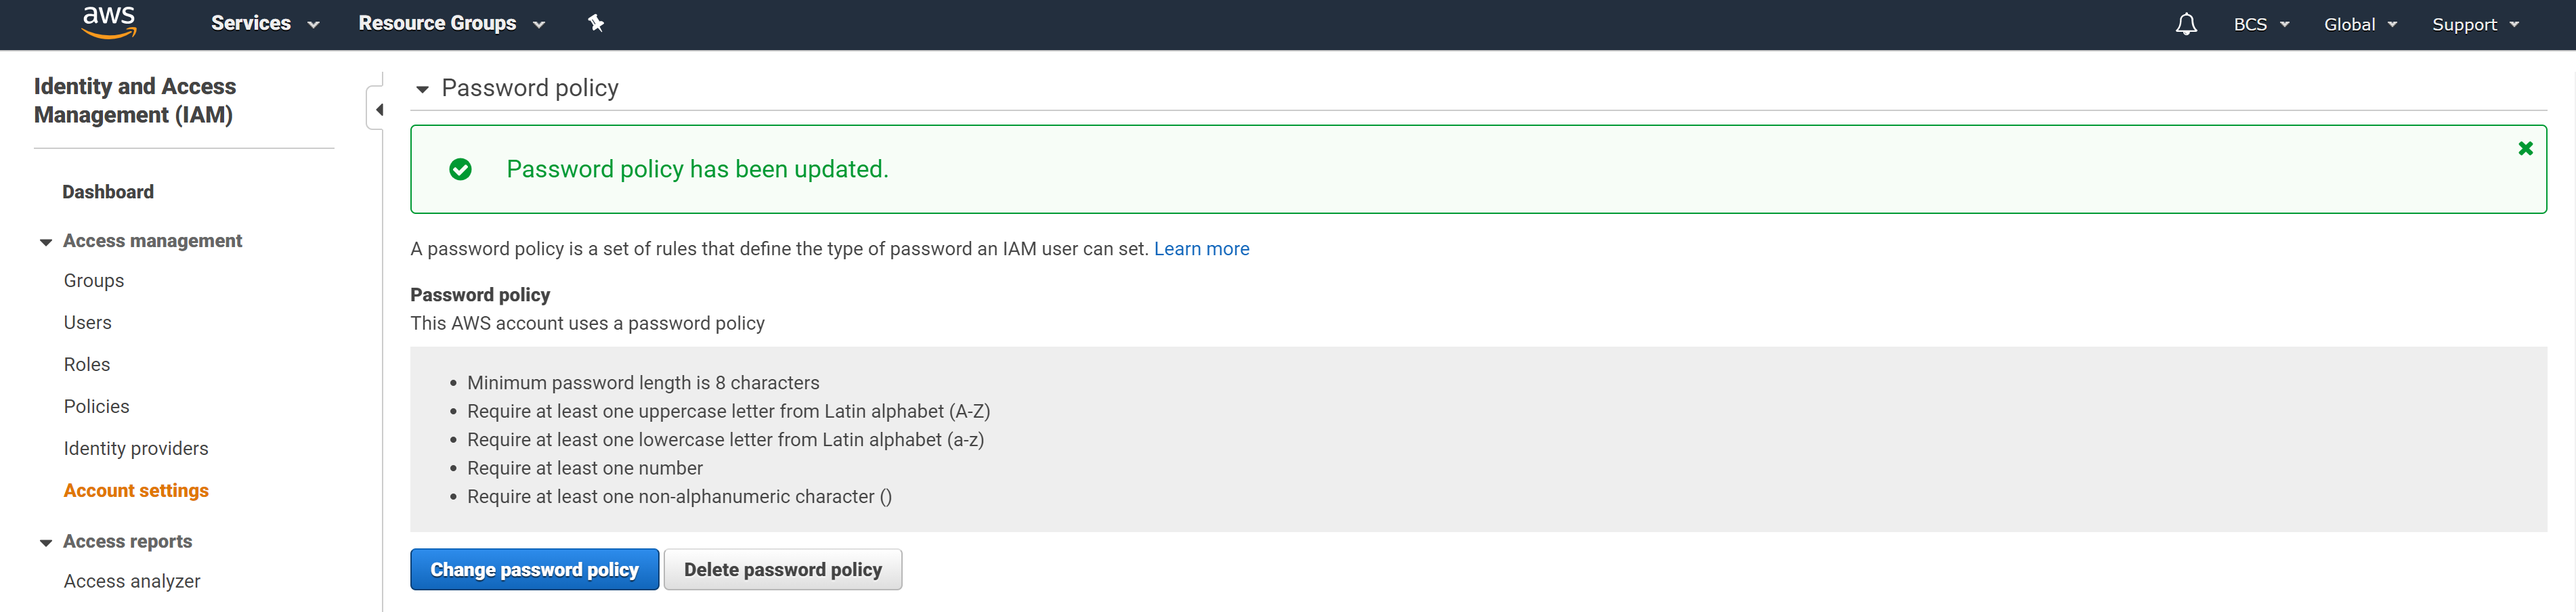 aws Services Resource Groups BCS Global Support
Identity and Access
Management (IAM)
Dashboard
Access management
Groups
Users
Roles
Policies
Identity providers
Account settings
Access reports
Access analyzer
Password policy
Password policy has been updated.
A password policy is a set of rules that define the type of password an IAM user can set. Learn more
Password policy
This AWS account uses a password policy
• Minimum password length is 8 characters
• Require at least one uppercase letter from Latin alphabet (A-Z)
• Require at least one lowercase letter from Latin alphabet (a-z)
• Require at least one number
• Require at least one non-alphanumeric character ()
Change password policy Delete password policy